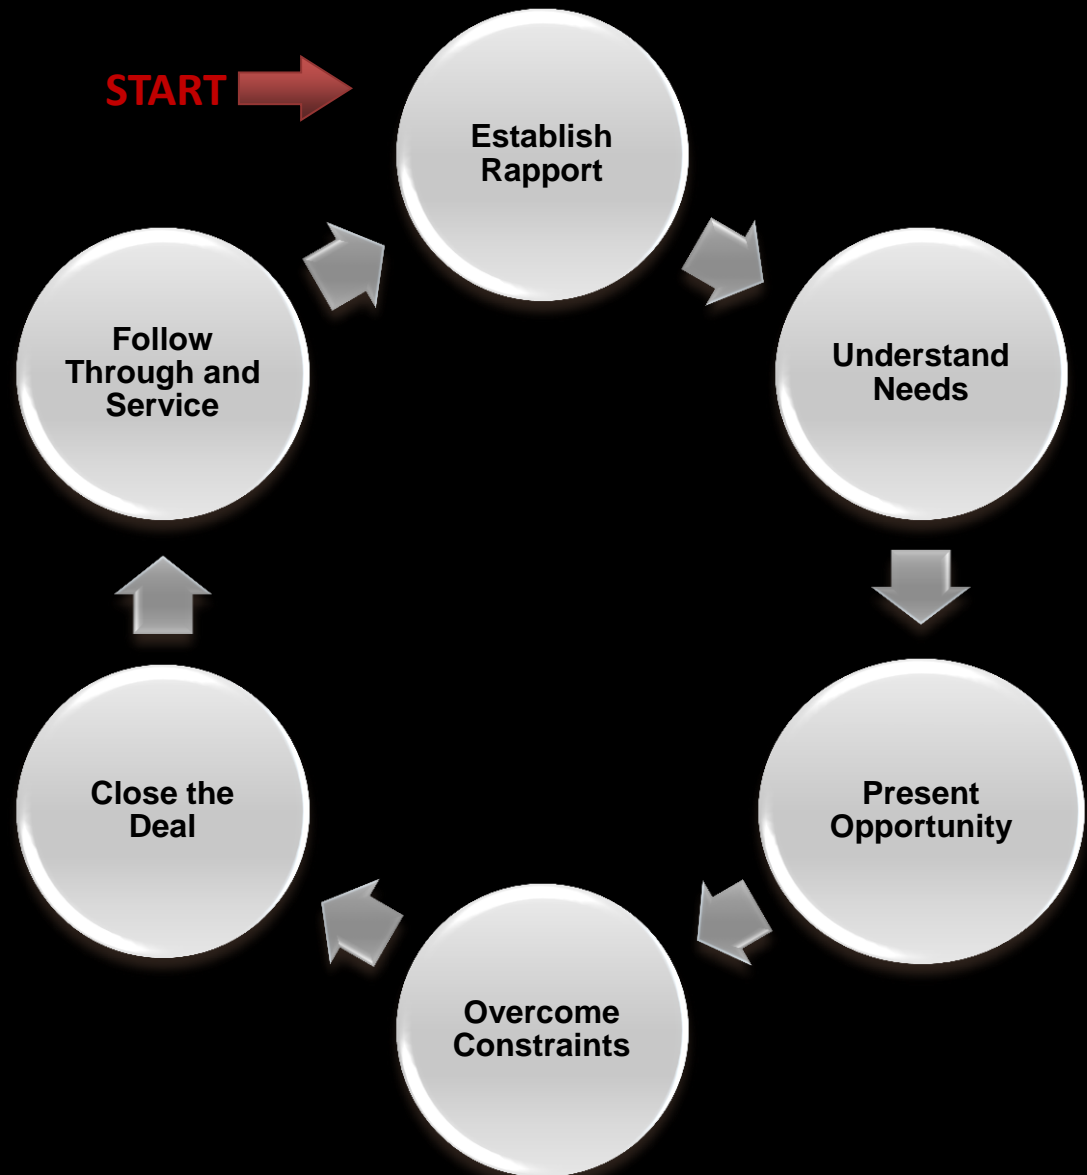 START
Establish
Rapport
Understand
Needs
Present
Opportunity
Overcome
Constraints
Close the
Deal
Follow
Through and
Service